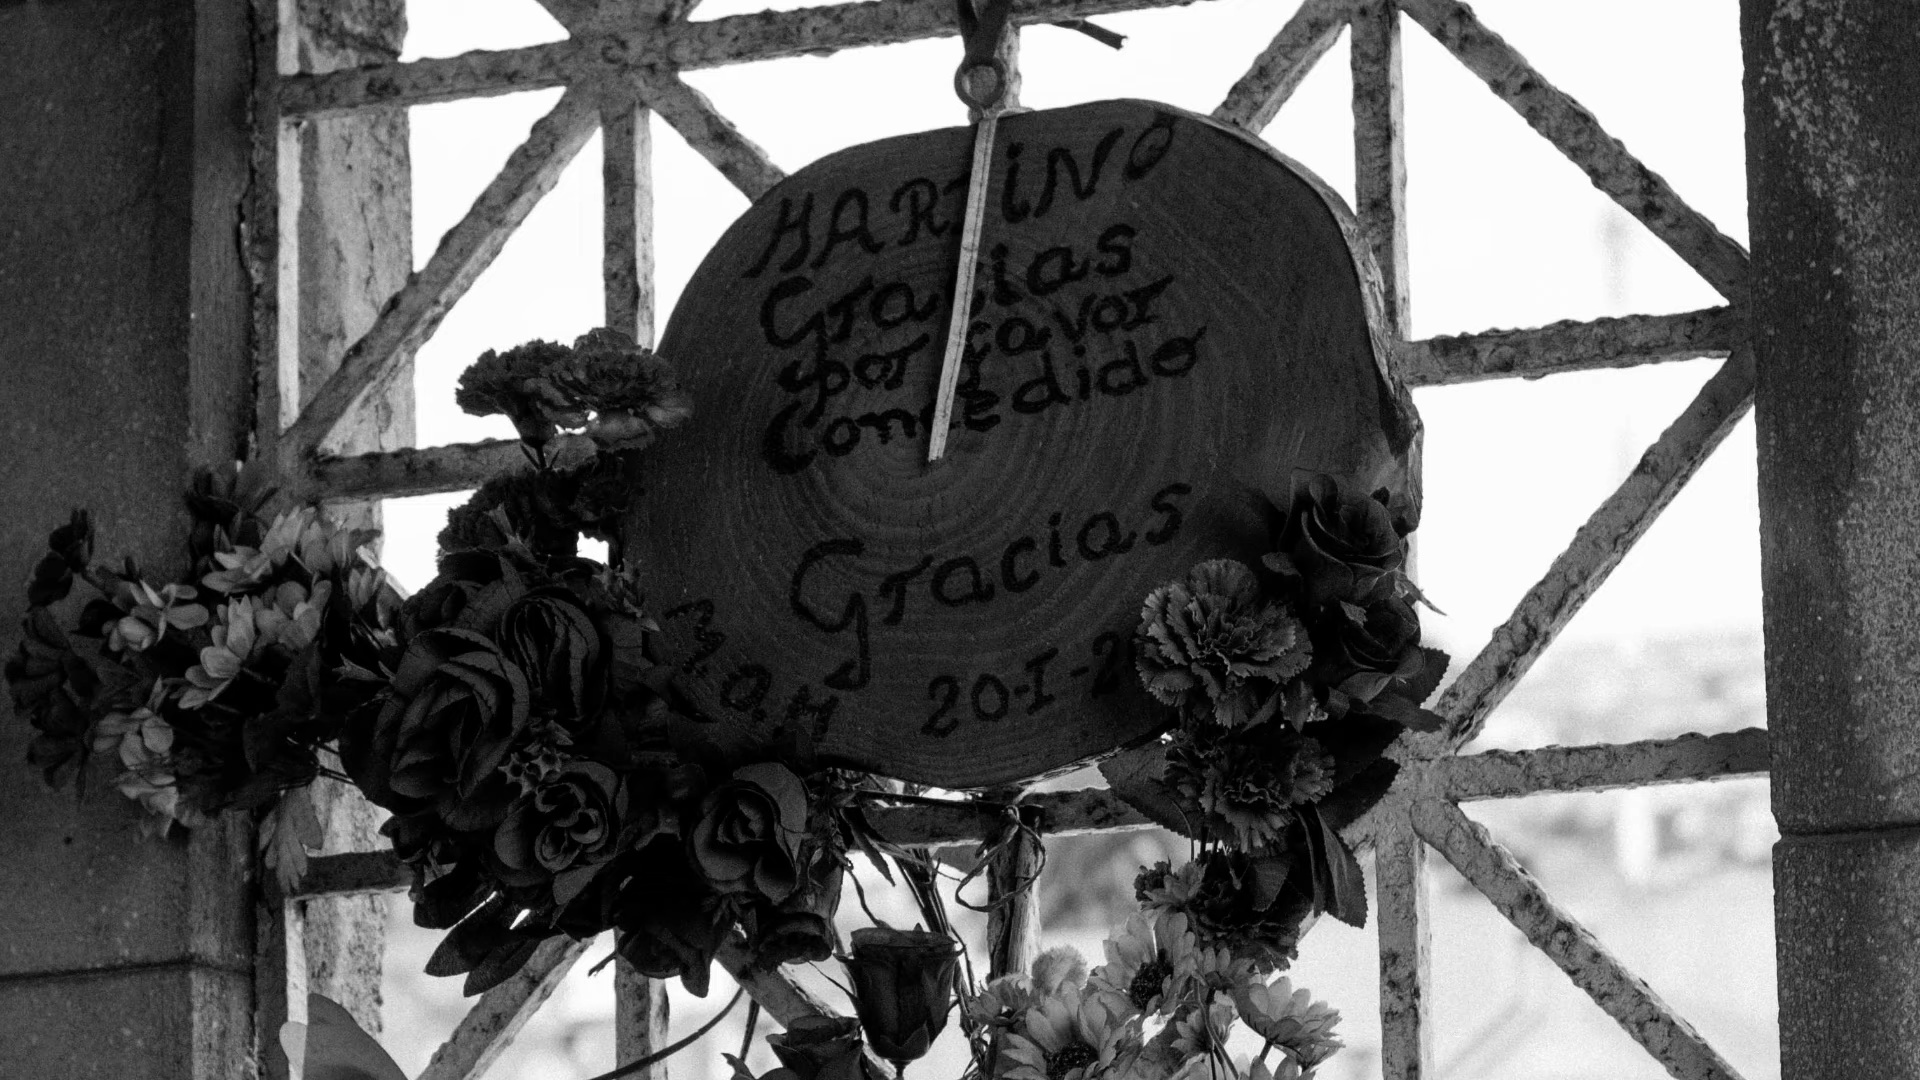 MARTiNO
Gracias
por favor
Concedido
Gracias
20-I-2